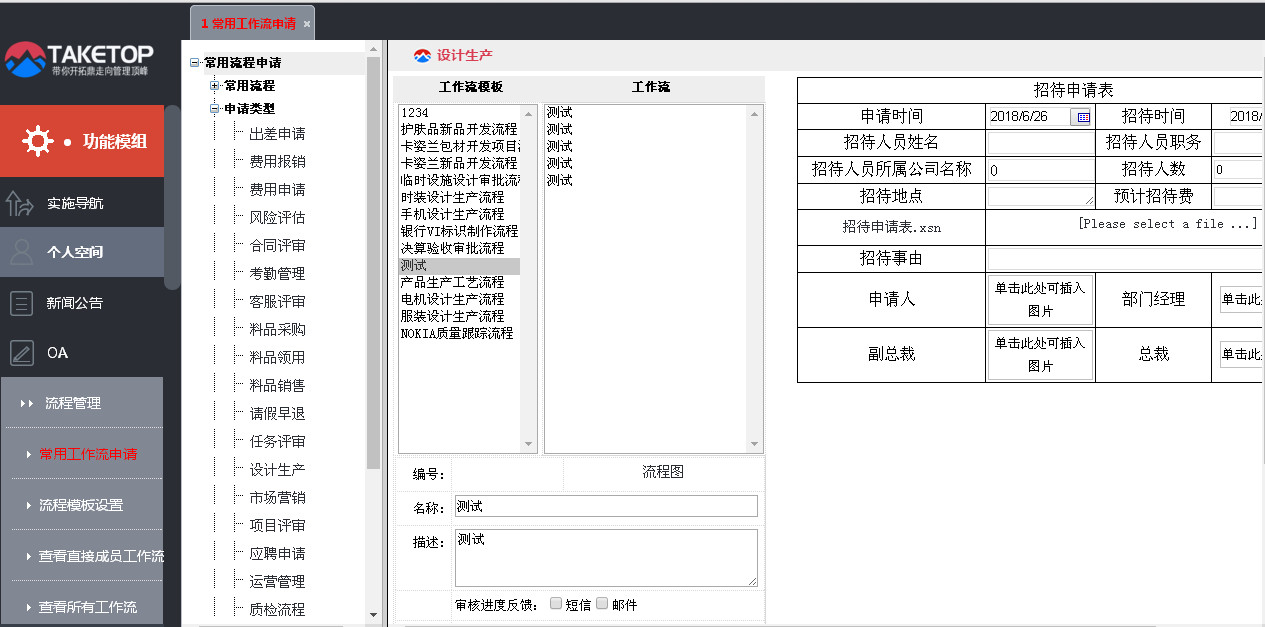 1 常用工作流申请 ×
TAKETOP
带你开拓鼎走向管理顶峰
功能模组
实施导航
个人空间
新闻公告
OA
流程管理
常用工作流申请
流程模板设置
查看直接成员工作流
查看所有工作流
常用流程申请
常用流程
申请类型
出差申请
费用报销
费用申请
风险评估
合同评审
考勤管理
客服评审
料品采购
料品领用
料品销售
请假早退
任务评审
设计生产
市场营销
项目评审
应聘申请
运营管理
质检流程
设计生产
工作流模板
1234
护肤品新品开发流程
卡姿兰包材开发项目
卡姿兰新品开发流程
临时设施设计审批流
时装设计生产流程
手机设计生产流程
银行VI标识制作流程
决算验收审批流程
测试
产品生产工艺流程
电机设计生产流程
服装设计生产流程
NOKIA质量跟踪流程
工作流
测试
测试
测试
测试
测试
编号: 流程图
名称: 测试
描述: 测试
审核进度反馈: 短信 邮件
招待申请表
申请时间 2018/6/26 招待时间 2018/
招待人员姓名 招待人员职务
招待人员所属公司名称 0 招待人数 0
招待地点 预计招待费
招待申请表.xsn [Please select a file ...]
招待事由
申请人 单击此处可插入图片 部门经理 单击此
副总裁 单击此处可插入图片 总裁 单击此